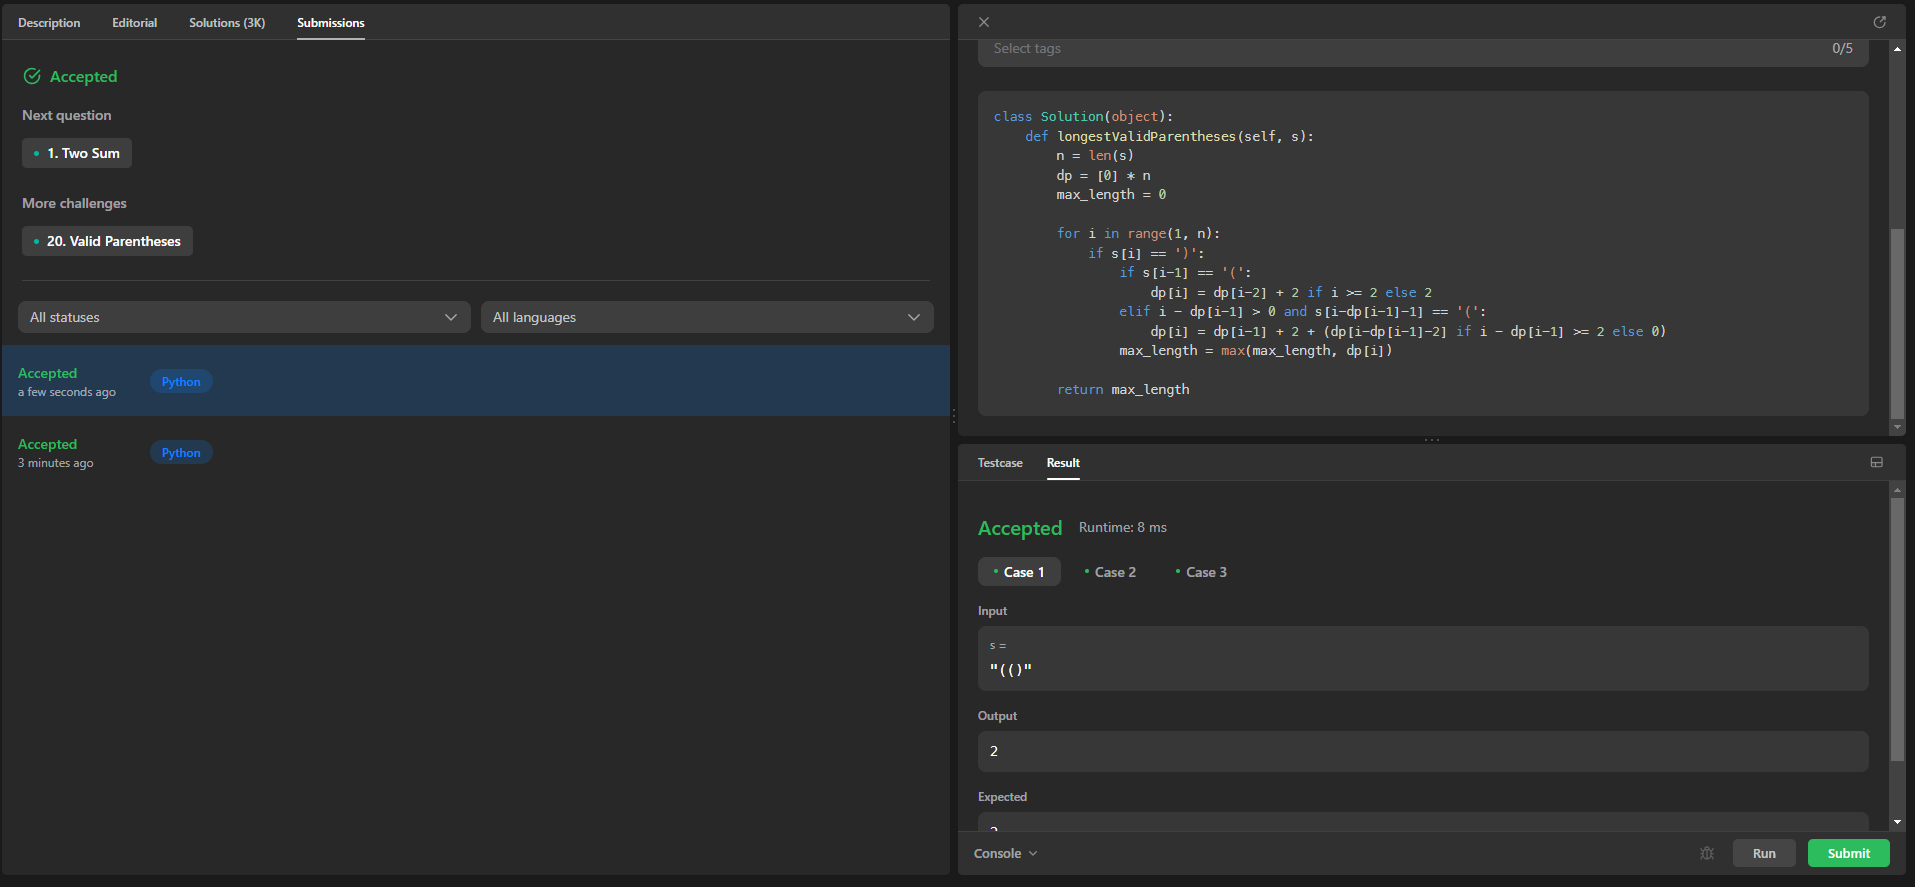 Description Editorial Solutions (3K) Submissions
Accepted
Next question
1. Two Sum
More challenges
20. Valid Parentheses
All statuses All languages
Accepted
a few seconds ago
Python
Accepted
3 minutes ago
Python
Select tags 0/5
class Solution(object):
    def longestValidParentheses(self, s):
        n = len(s)
        dp = [0] * n
        max_length = 0
        for i in range(1, n):
            if s[i] == ')':
                if s[i-1] == '(':
                    dp[i] = dp[i-2] + 2 if i >= 2 else 2
                elif i - dp[i-1] > 0 and s[i-dp[i-1]-1] == '(':
                    dp[i] = dp[i-1] + 2 + (dp[i-dp[i-1]-2] if i - dp[i-1] >= 2 else 0)
                max_length = max(max_length, dp[i])
        return max_length
Testcase Result
Accepted Runtime: 8 ms
Case 1 Case 2 Case 3
Input
s =
"(()"
Output
2
Expected
2
Console Run Submit